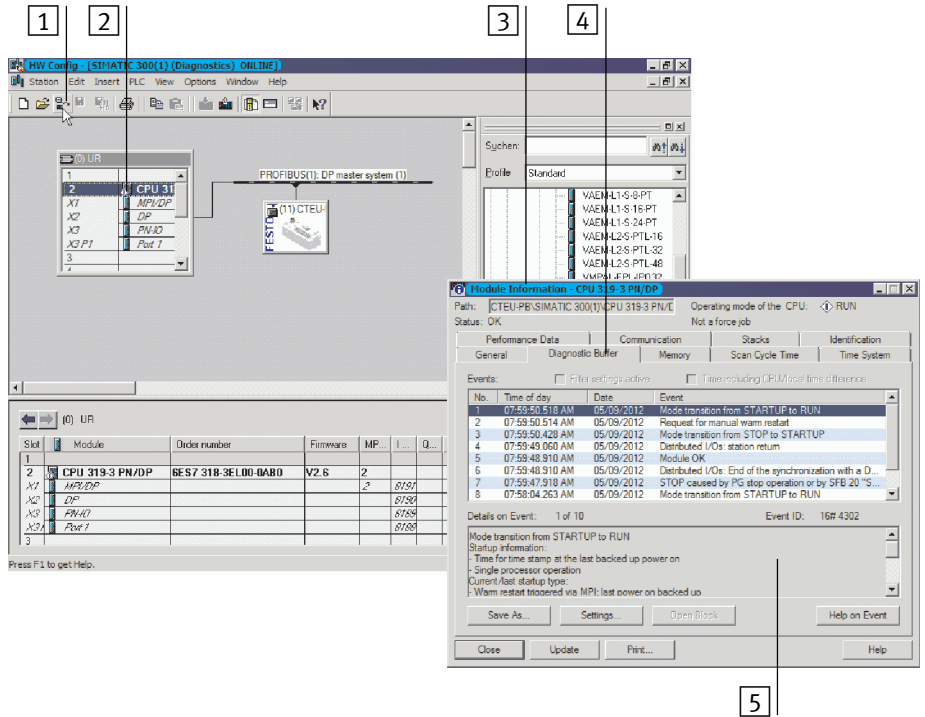 1
2
3
4
HW Config - [SIMATIC 300(1) (Diagnostics) ONLINE]
Station Edit Insert PLC View Options Window Help
(0) UR
1
2 CPU 31
X1 MPI/DP
X2 DP
X3 PN-IO
X3 P1 Port 1
3
4
PROFIBUS(1): DP master system (1)
(11) CTEU-
FESTO
Suchen:
Profile Standard
VAEM-L1-S-8-PT
VAEM-L1-S-16-PT
VAEM-L1-S-24-PT
VAEM-L2-S-PTL-16
VAEM-L2-S-PTL-32
VAEM-L2-S-PTL-48
VMPAL-EPL-IPO32
(0) UR
Slot Module Order number Firmware MP... I... Q...
1
2 CPU 319-3 PN/DP 6ES7 318-3EL00-0AB0 V2.6 2
X1 MPI/DP 2 8191
X2 DP 8190
X3 PN-IO 8189
X31 Port 1 8188
3
Press F1 to get Help.
Module Information - CPU 319-3 PN/DP
Path: CTEU-PB\SIMATIC 300(1)\CPU 319-3 PN/D Operating mode of the CPU: RUN
Status: OK Not a force job
Performance Data Communication Stacks Identification
General Diagnostic Buffer Memory Scan Cycle Time Time System
Events: Filter settings active Time including CPU/local time difference
No. Time of day Date Event
1 07:59:50.518 AM 05/09/2012 Mode transition from STARTUP to RUN
2 07:59:50.514 AM 05/09/2012 Request for manual warm restart
3 07:59:50.428 AM 05/09/2012 Mode transition from STOP to STARTUP
4 07:59:49.060 AM 05/09/2012 Distributed I/Os: station return
5 07:59:48.910 AM 05/09/2012 Module OK
6 07:59:48.910 AM 05/09/2012 Distributed I/Os: End of the synchronization with a D...
7 07:59:47.918 AM 05/09/2012 STOP caused by PG stop operation or by SFB 20 "S...
8 07:58:04.263 AM 05/09/2012 Mode transition from STARTUP to RUN
Details on Event: 1 of 10 Event ID: 16# 4302
Mode transition from STARTUP to RUN
Startup information:
- Time for time stamp at the last backed up power on
- Single processor operation
Current/last startup type:
- Warm restart triggered via MPI; last power on backed up
Save As... Settings... Open Block Help on Event
Close Update Print... Help
5